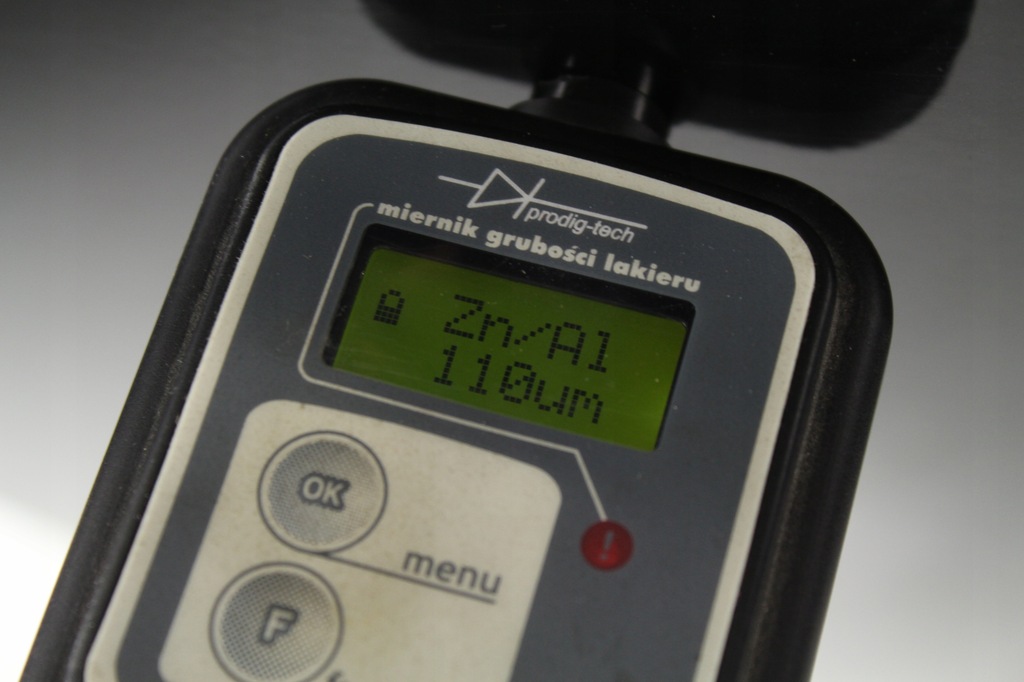 prodig-tech
miernik grubości lakieru
Zn/Al
110um
OK
menu
F
!